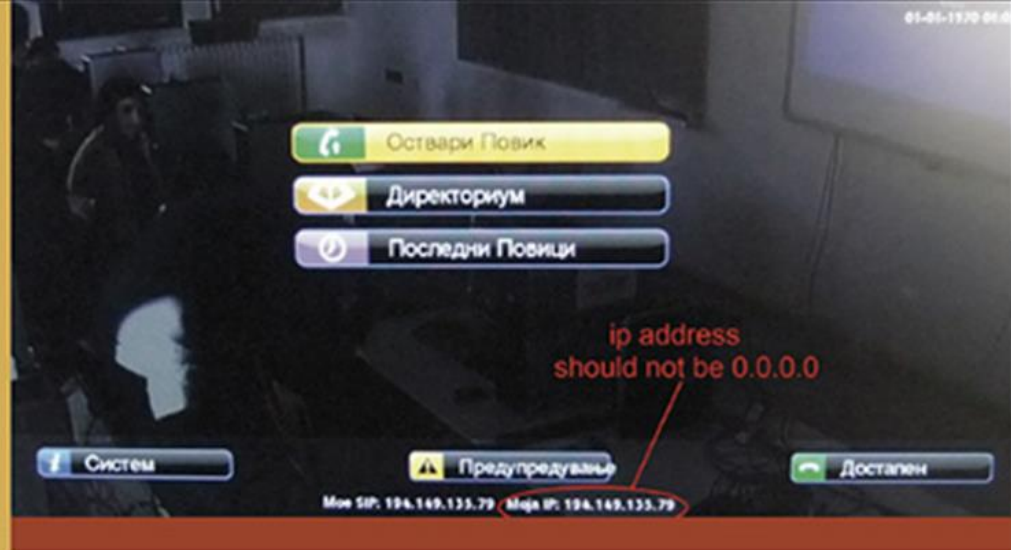 01-01-1970
Оствари Повик
Директориум
Последни Повици
ip address
should not be 0.0.0.0
Систем
Предупредување
Достапен
Мое SIP: 194.149.135.79 Моја IP: 194.149.135.79